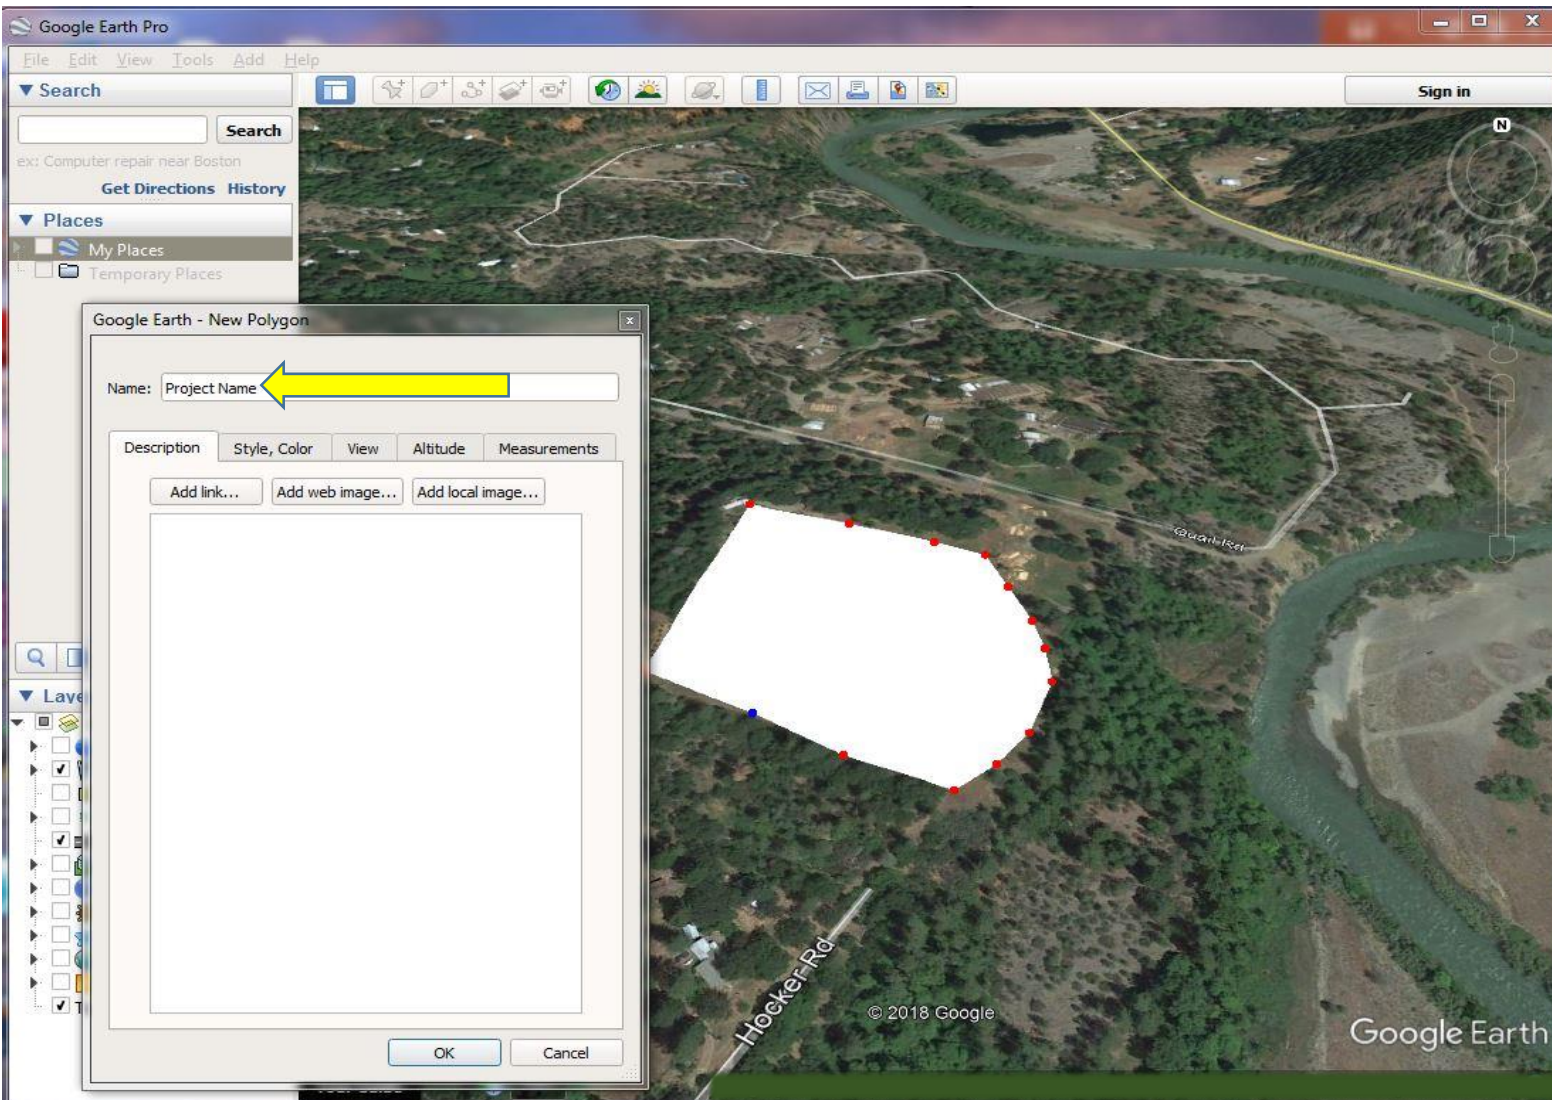 Google Earth Pro
File Edit View Tools Add Help
Search
Sign in
Search
ex: Computer repair near Boston
Get Directions History
N
Places
My Places
Temporary Places
Google Earth - New Polygon
Name: Project Name
Description Style, Color View Altitude Measurements
Add link... Add web image... Add local image...
Quail Rd
Hocker Rd
© 2018 Google
Google Earth
OK Cancel